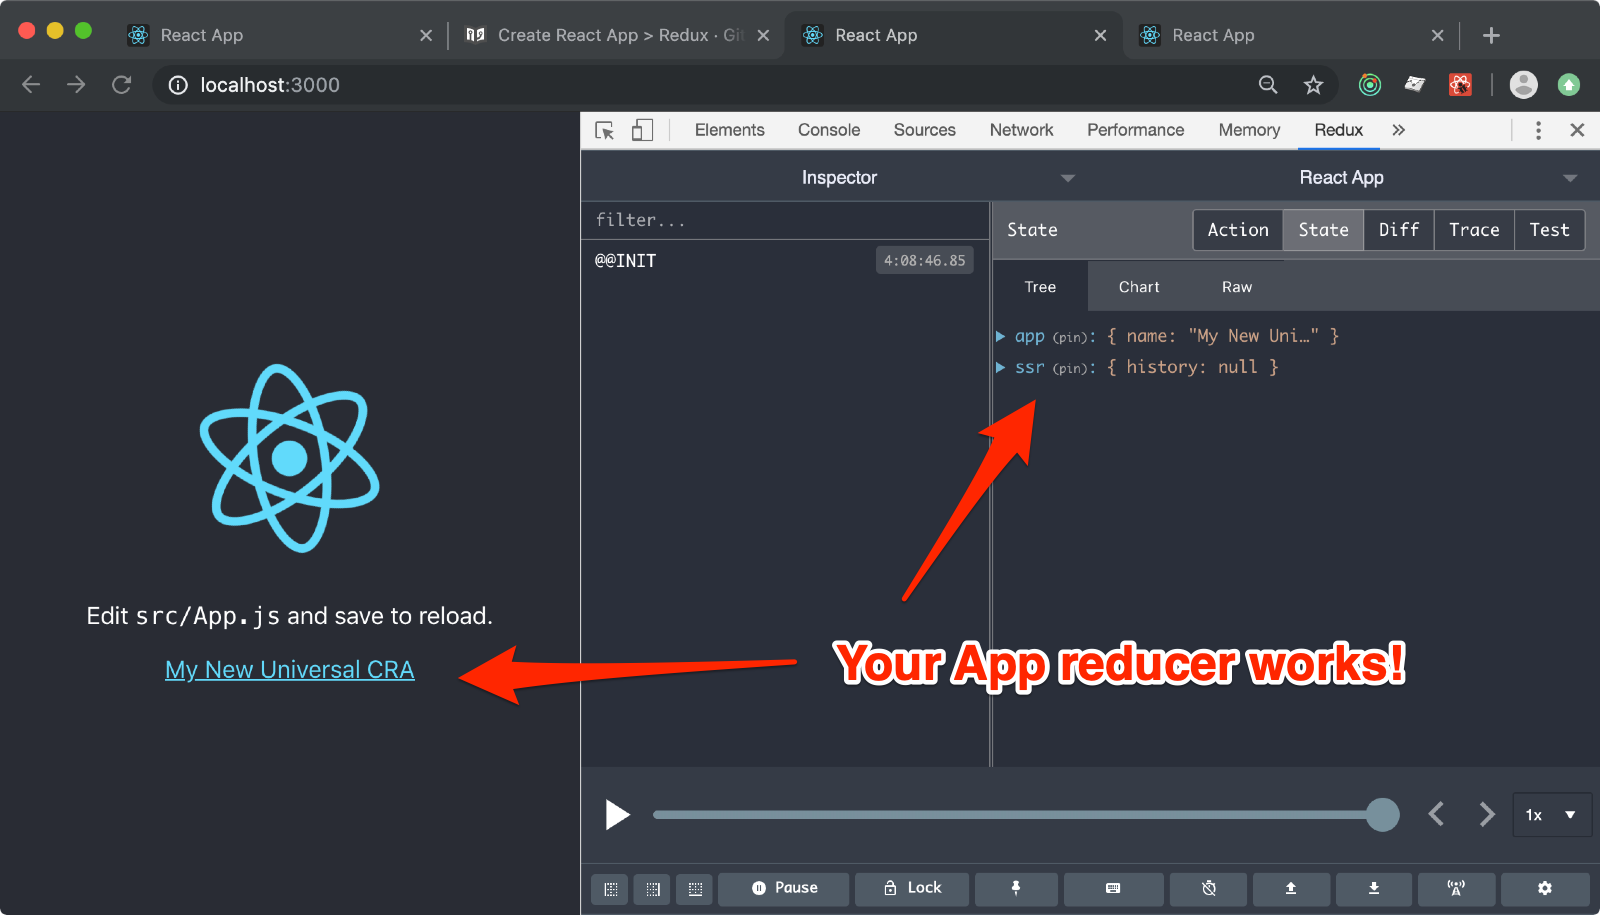 React App
Create React App > Redux · Git
React App
React App
localhost:3000
Elements Console Sources Network Performance Memory Redux »
Inspector
React App
filter...
@@INIT 4:08:46.85
State
Action State Diff Trace Test
Tree Chart Raw
app (pin): { name: "My New Uni…" }
ssr (pin): { history: null }
Edit src/App.js and save to reload.
My New Universal CRA
Your App reducer works!
1x
Pause
Lock